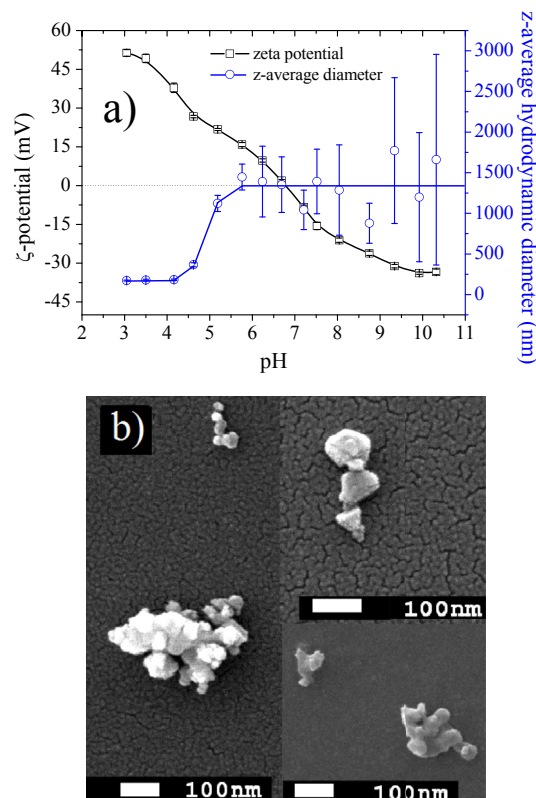 a)
zeta potential
z-average diameter
ζ-potential (mV)
60
45
30
15
0
-15
-30
-45
2 3 4 5 6 7 8 9 10 11
pH
3000
2500
2000
1500
1000
500
0
z-average hydrodynamic diameter (nm)
b)
100nm
100nm
100nm